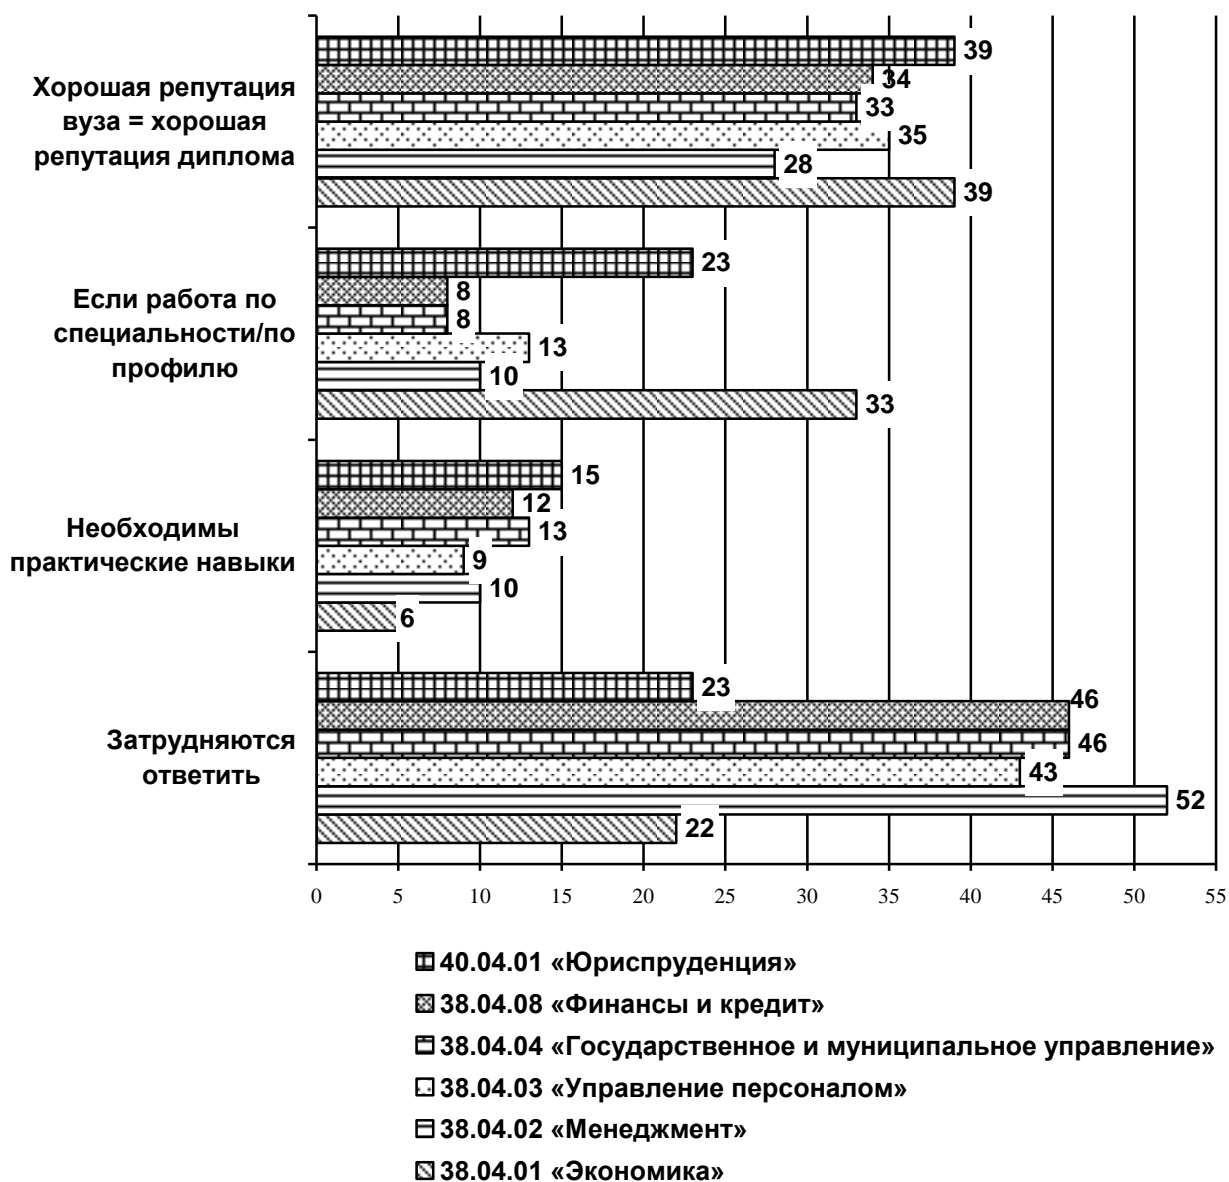 39
34
Хорошая репутация
вуза = хорошая
репутация диплома
33
35
28
39
23
Если работа по
специальности/по
профилю
8
8
13
10
33
15
12
Необходимы
практические навыки
13
9
10
6
23
46
Затрудняются
ответить
46
43
52
22
0 5 10 15 20 25 30 35 40 45 50 55
40.04.01 «Юриспруденция»
38.04.08 «Финансы и кредит»
38.04.04 «Государственное и муниципальное управление»
38.04.03 «Управление персоналом»
38.04.02 «Менеджмент»
38.04.01 «Экономика»